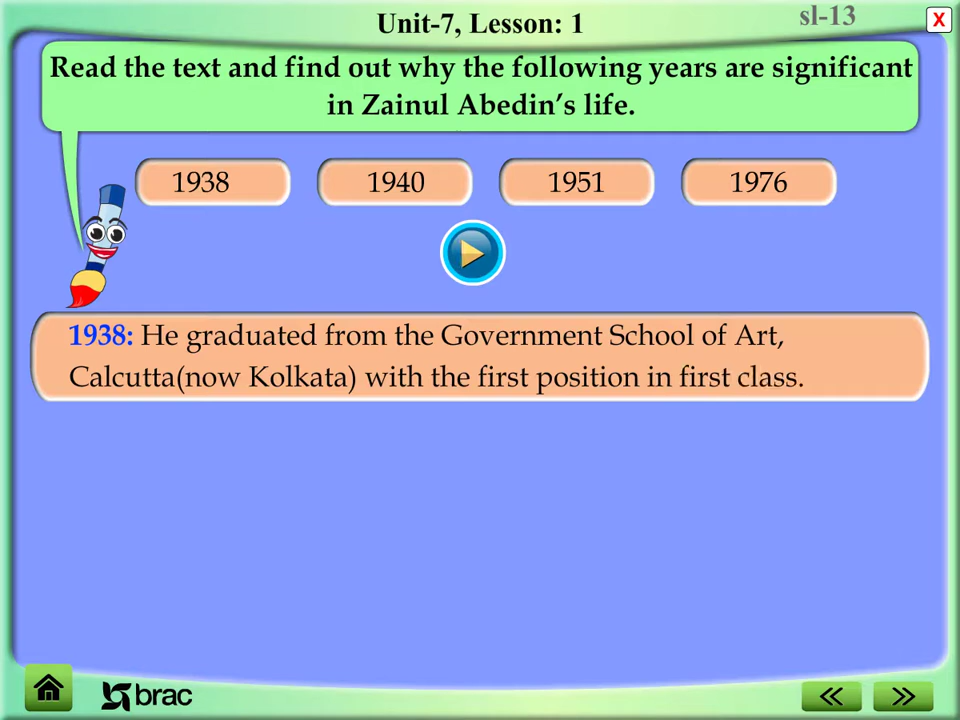 Unit-7, Lesson: 1
sl-13
X
Read the text and find out why the following years are significant
in Zainul Abedin’s life.
1938
1940
1951
1976
1938: He graduated from the Government School of Art,
Calcutta(now Kolkata) with the first position in first class.
brac